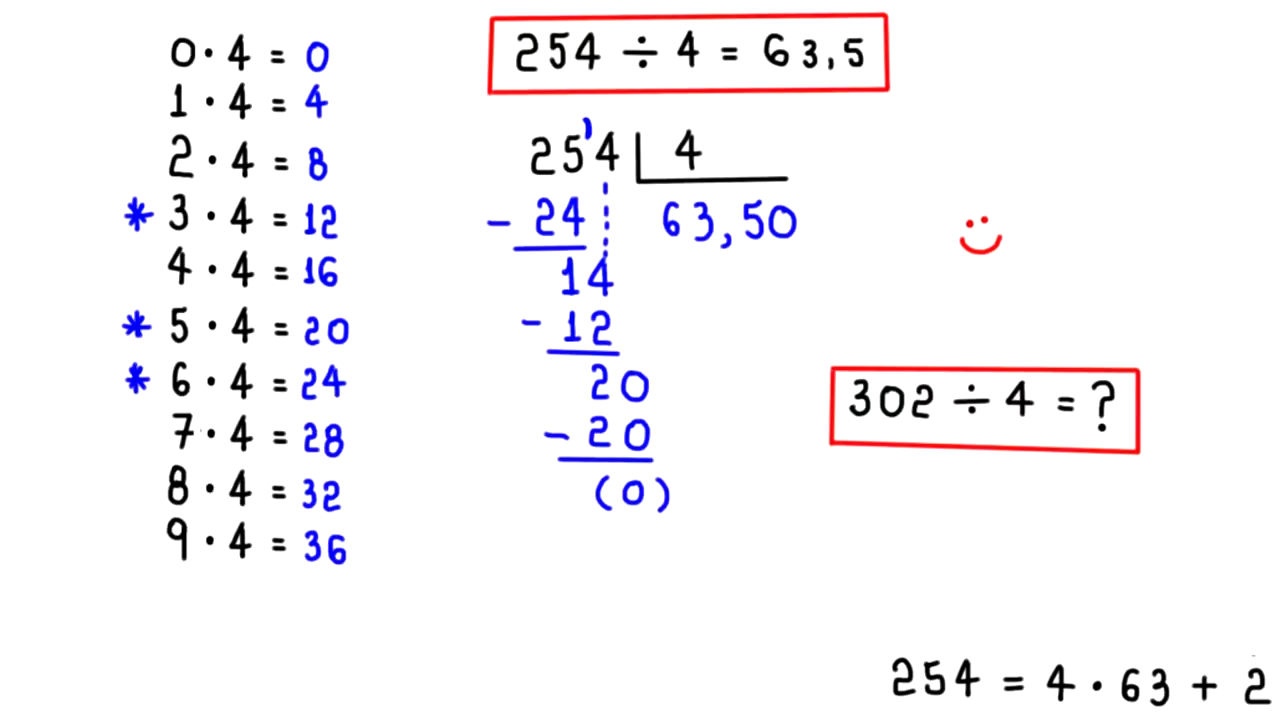 0 · 4 = 0
1 · 4 = 4
2 · 4 = 8
* 3 · 4 = 12
4 · 4 = 16
* 5 · 4 = 20
* 6 · 4 = 24
7 · 4 = 28
8 · 4 = 32
9 · 4 = 36
254 ÷ 4 = 63,5
25'4 | 4
- 24 63,50
14
- 12
20
- 20
(0)
302 ÷ 4 = ?
254 = 4 · 63 + 2